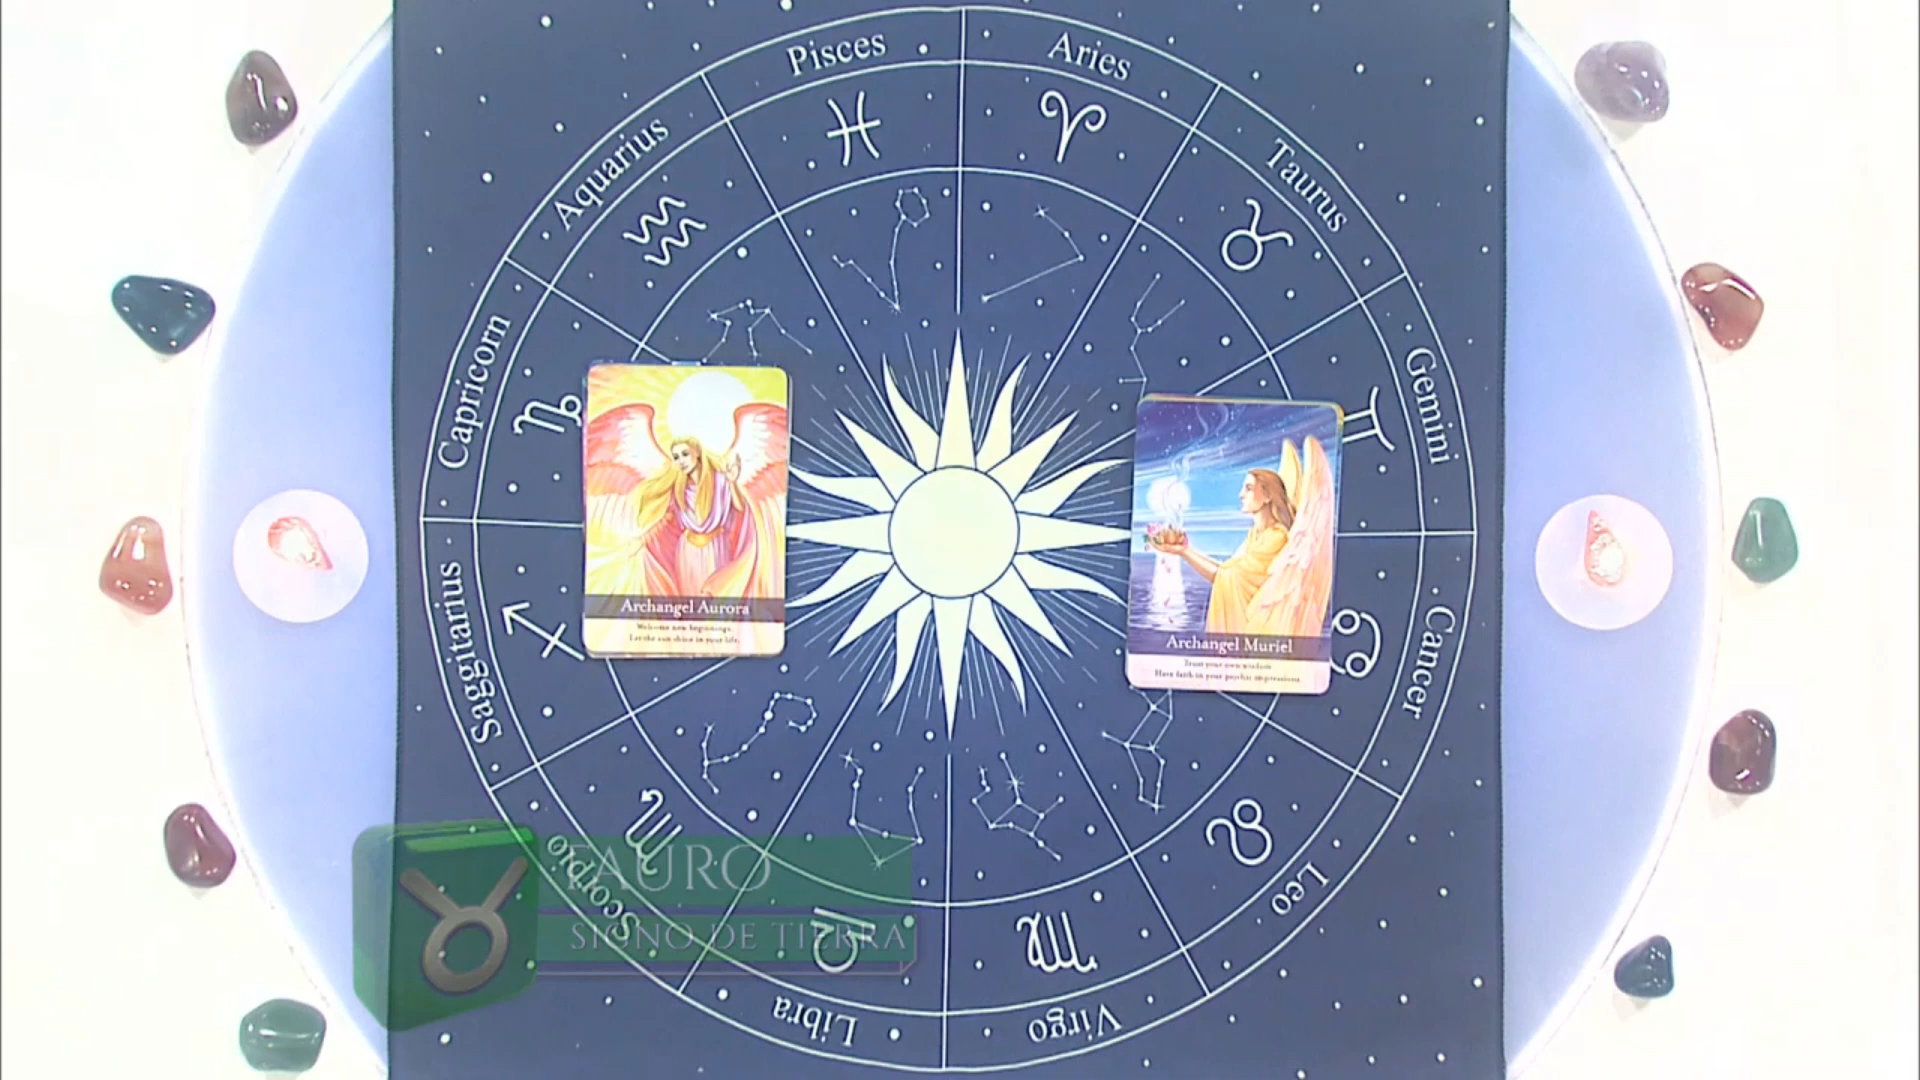 Pisces
Aries
Aquarius
Taurus
Capricorn
Gemini
Saggitarius
Cancer
Scorpio
Leo
Libra
Virgo
Archangel Aurora
Welcome new beginnings.
Let the sun shine in your life.
Archangel Muriel
Trust your own wisdom
Have faith in your psychic impressions
TAURO
SIGNO DE TIERRA